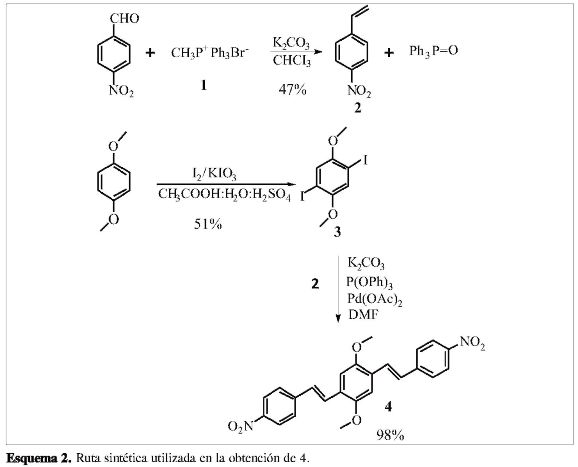 CHO
+ CH₃P⁺ Ph₃Br⁻ K₂CO₃ + Ph₃P=O
CHCl₃
NO₂ 1 47% NO₂
2
O I
I₂/KIO₃
CH₃COOH:H₂O:H₂SO₄ I
O 51% O
3
K₂CO₃
2 P(OPh)₃
Pd(OAc)₂
DMF
O NO₂
4
O₂N O
98%
Esquema 2. Ruta sintética utilizada en la obtención de 4.